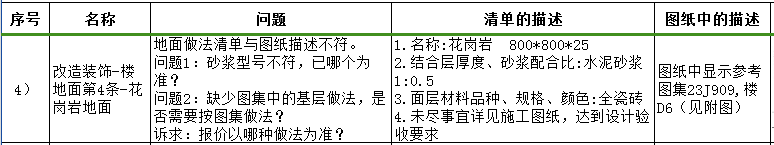 序号 名称 问题 清单的描述 图纸中的描述
4） 
改造装饰-楼
地面第4条-花
岗岩地面
地面做法清单与图纸描述不符。
问题1：砂浆型号不符，已哪个为
准？
问题2：缺少图集中的基层做法，是
否需要按图集做法？
诉求：报价以哪种做法为准？
1.名称:花岗岩 800*800*25
2.结合层厚度、砂浆配合比:水泥砂浆
1:0.5
3.面层材料品种、规格、颜色:全瓷砖
4.未尽事宜详见施工图纸，达到设计验
收要求
图纸中显示参考
图集23J909,楼
D6（见附图）